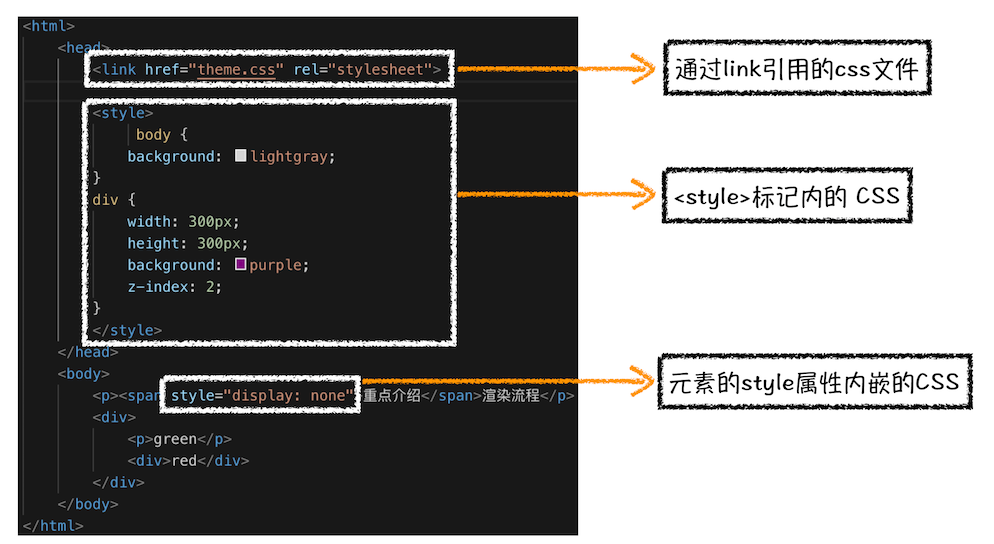 <html>
<head>
<link href="theme.css" rel="stylesheet">
通过link引用的css文件
<style>
body {
background: lightgray;
}
div {
width: 300px;
height: 300px;
background: purple;
z-index: 2;
}
</style>
<style>标记内的 CSS
</head>
<body>
<p><span style="display: none">重点介绍</span>渲染流程</p>
元素的style属性内嵌的CSS
<div>
<p>green</p>
<div>red</div>
</div>
</body>
</html>